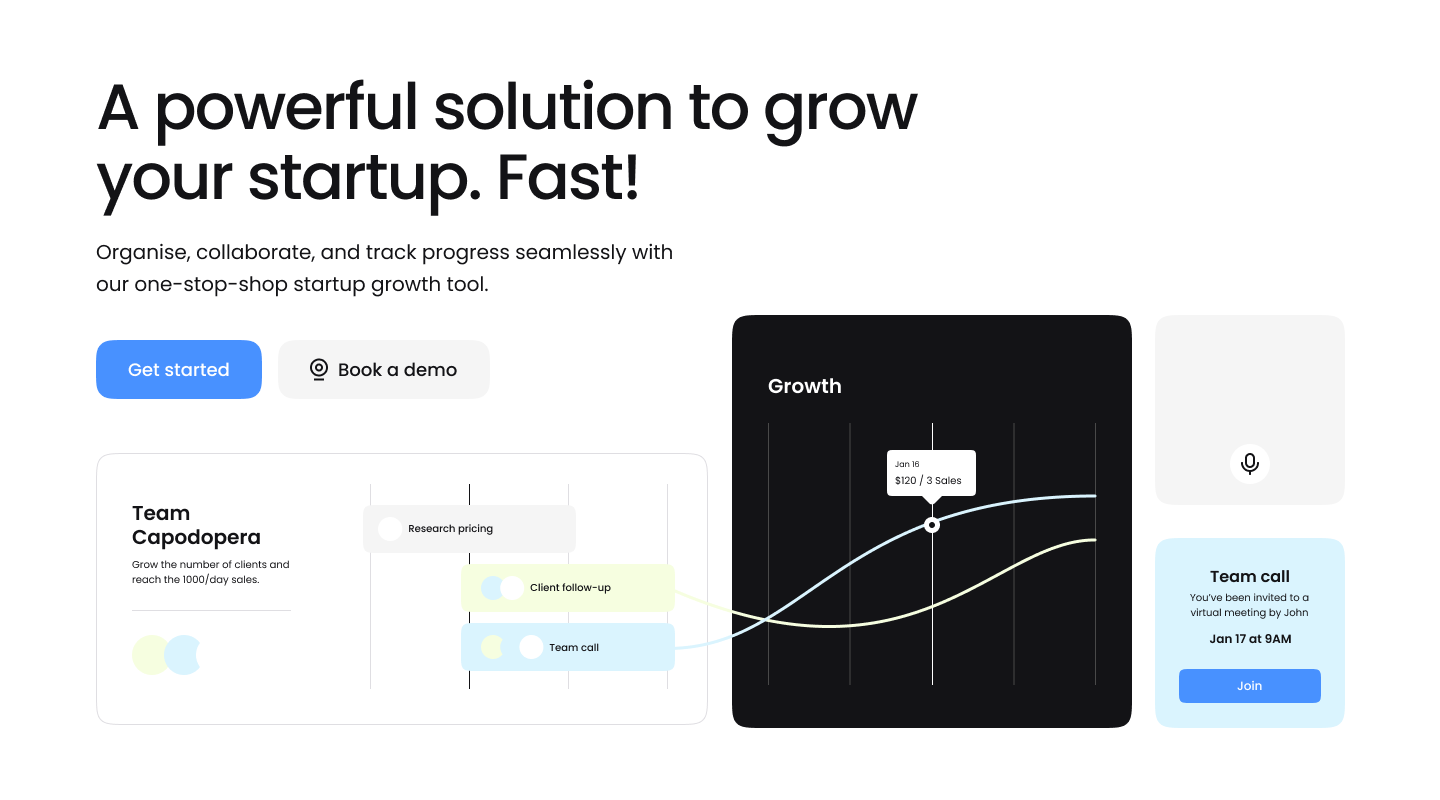 A powerful solution to grow
your startup. Fast!
Organise, collaborate, and track progress seamlessly with
our one-stop-shop startup growth tool.
Get started
Book a demo
Team
Capodopera
Grow the number of clients and
reach the 1000/day sales.
Research pricing
Client follow-up
Team call
Growth
Jan 16
$120 / 3 Sales
Team call
You’ve been invited to a
virtual meeting by John
Jan 17 at 9AM
Join